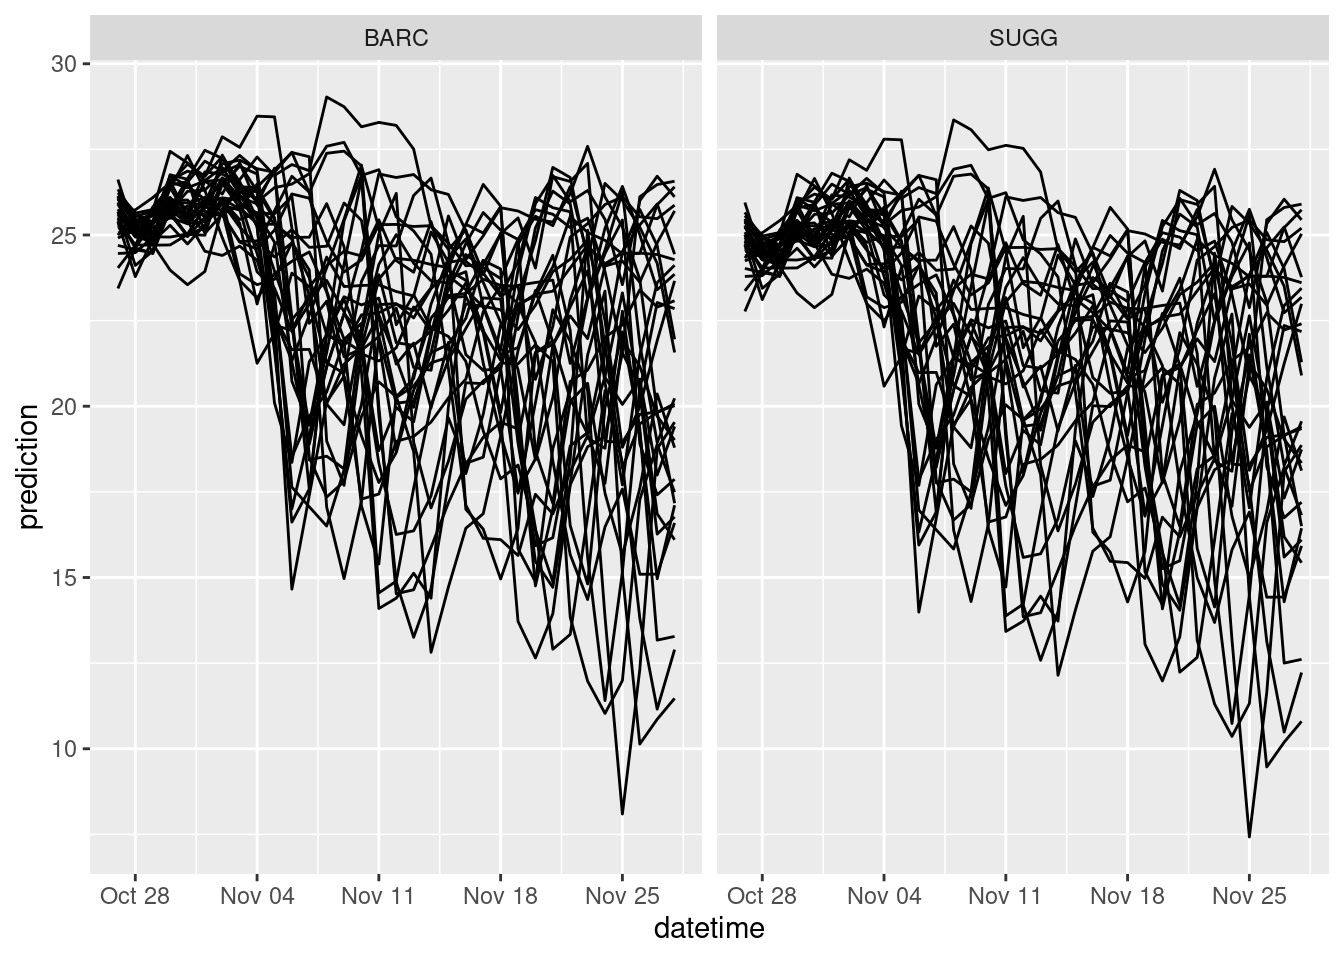 BARC
SUGG
prediction
30
25
20
15
10
Oct 28
Nov 04
Nov 11
Nov 18
Nov 25
Oct 28
Nov 04
Nov 11
Nov 18
Nov 25
datetime